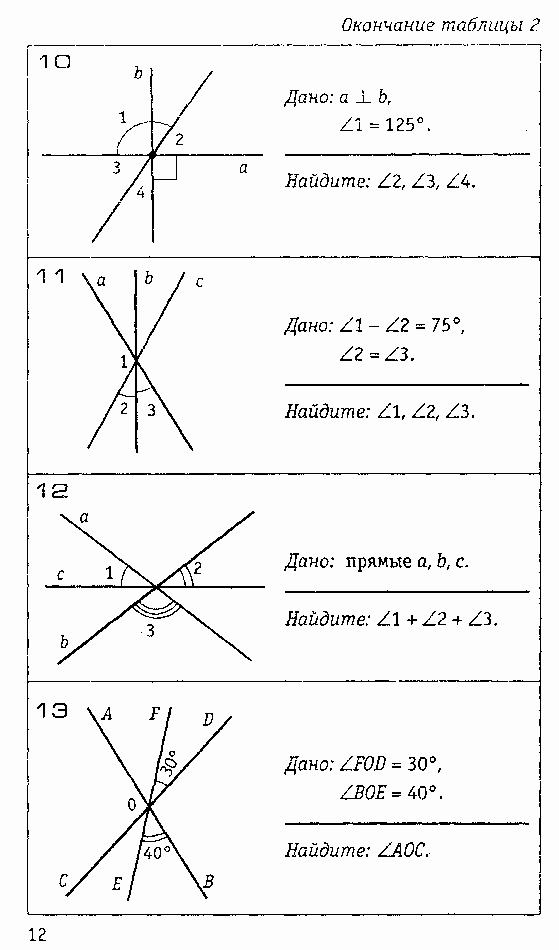 Окончание таблицы 2
10
b
1
2
3
4
a
Дано: a ⊥ b,
∠1 = 125°.
Найдите: ∠2, ∠3, ∠4.
11
a
b
c
1
2
3
Дано: ∠1 − ∠2 = 75°,
∠2 = ∠3.
Найдите: ∠1, ∠2, ∠3.
12
a
c
1
2
b
3
Дано: прямые a, b, c.
Найдите: ∠1 + ∠2 + ∠3.
13
A
F
D
30°
O
40°
C
E
B
Дано: ∠FOD = 30°,
∠BOE = 40°.
Найдите: ∠AOC.
12